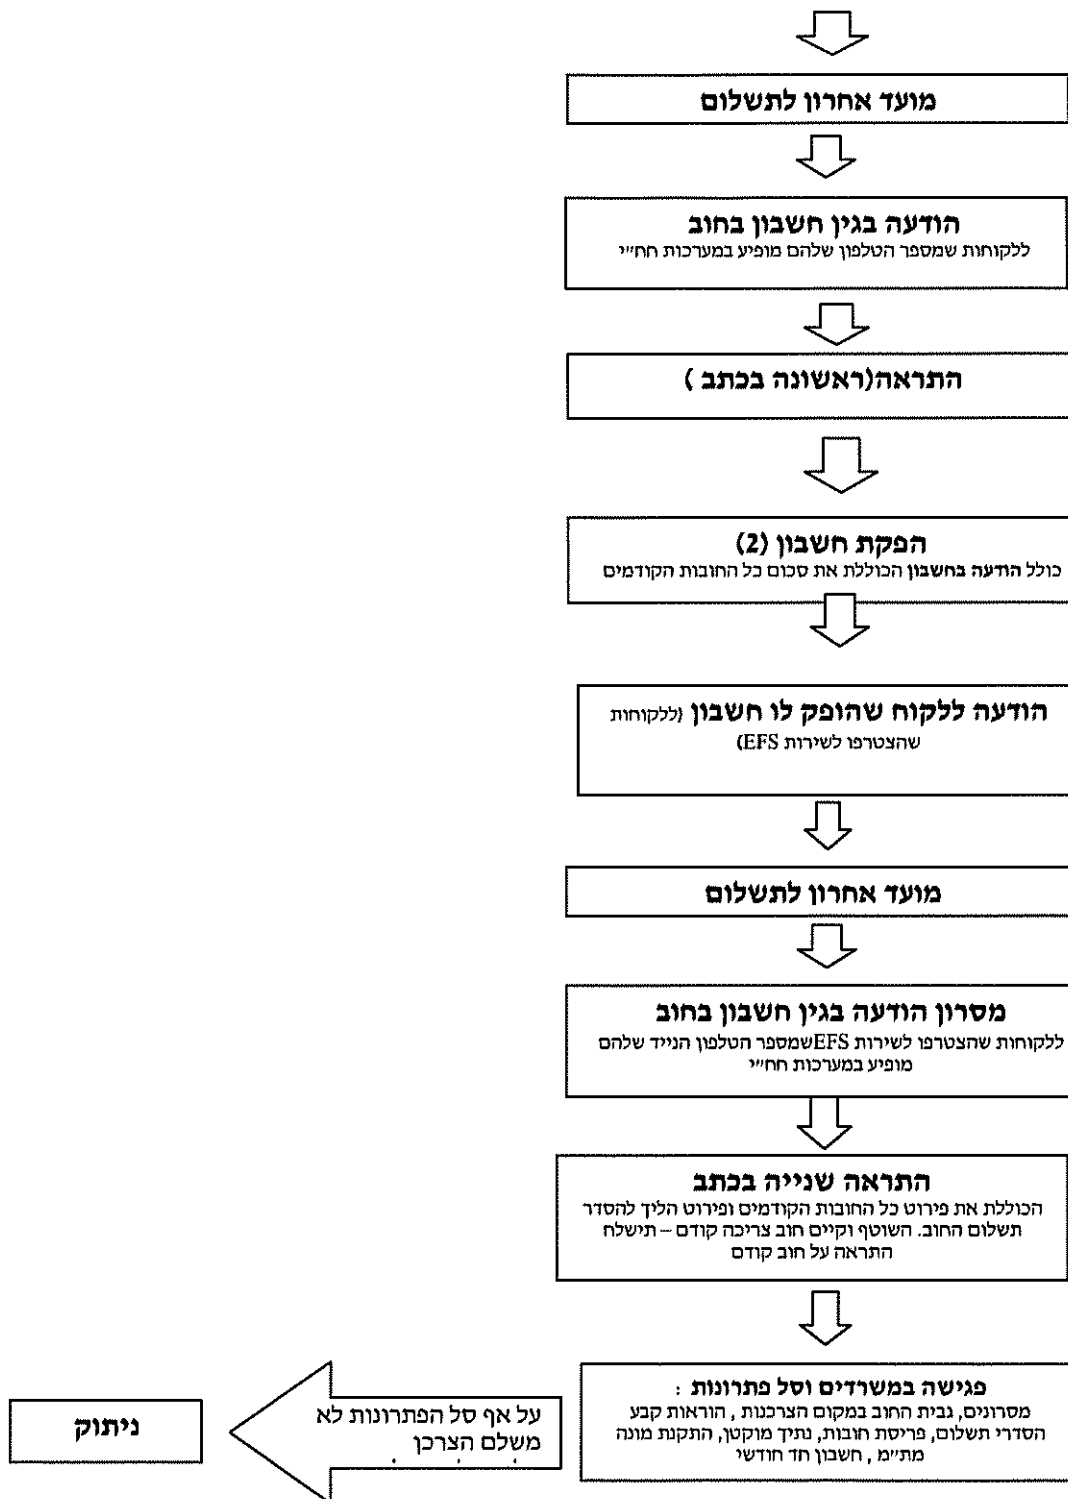 מועד אחרון לתשלום
הודעה בגין חשבון בחוב
ללקוחות שמספר הטלפון שלהם מופיע במערכות חח״י
התראה(ראשונה בכתב )
הפקת חשבון (2)
כולל הודעה בחשבון הכוללת את סכום כל החובות הקודמים
הודעה ללקוח שהופק לו חשבון (ללקוחות
שהצטרפו לשירות EFS)
מועד אחרון לתשלום
מסרון הודעה בגין חשבון בחוב
ללקוחות שהצטרפו לשירות EFSשמספר הטלפון הנייד שלהם
מופיע במערכות חח״י
התראה שנייה בכתב
הכוללת את פירוט כל החובות הקודמים ופירוט הליך להסדר
תשלום החוב. השוטף וקיים חוב צריכה קודם – תישלח
התראה על חוב קודם
פגישה במשרדים וסל פתרונות :
מסרונים, גבית החוב במקום הצרכנות , הוראות קבע
הסדרי תשלום, פריסת חובות, נתיך מוקטן, התקנת מונה
מת״מ , חשבון חד חודשי
על אף סל הפתרונות לא
משלם הצרכן
ניתוק